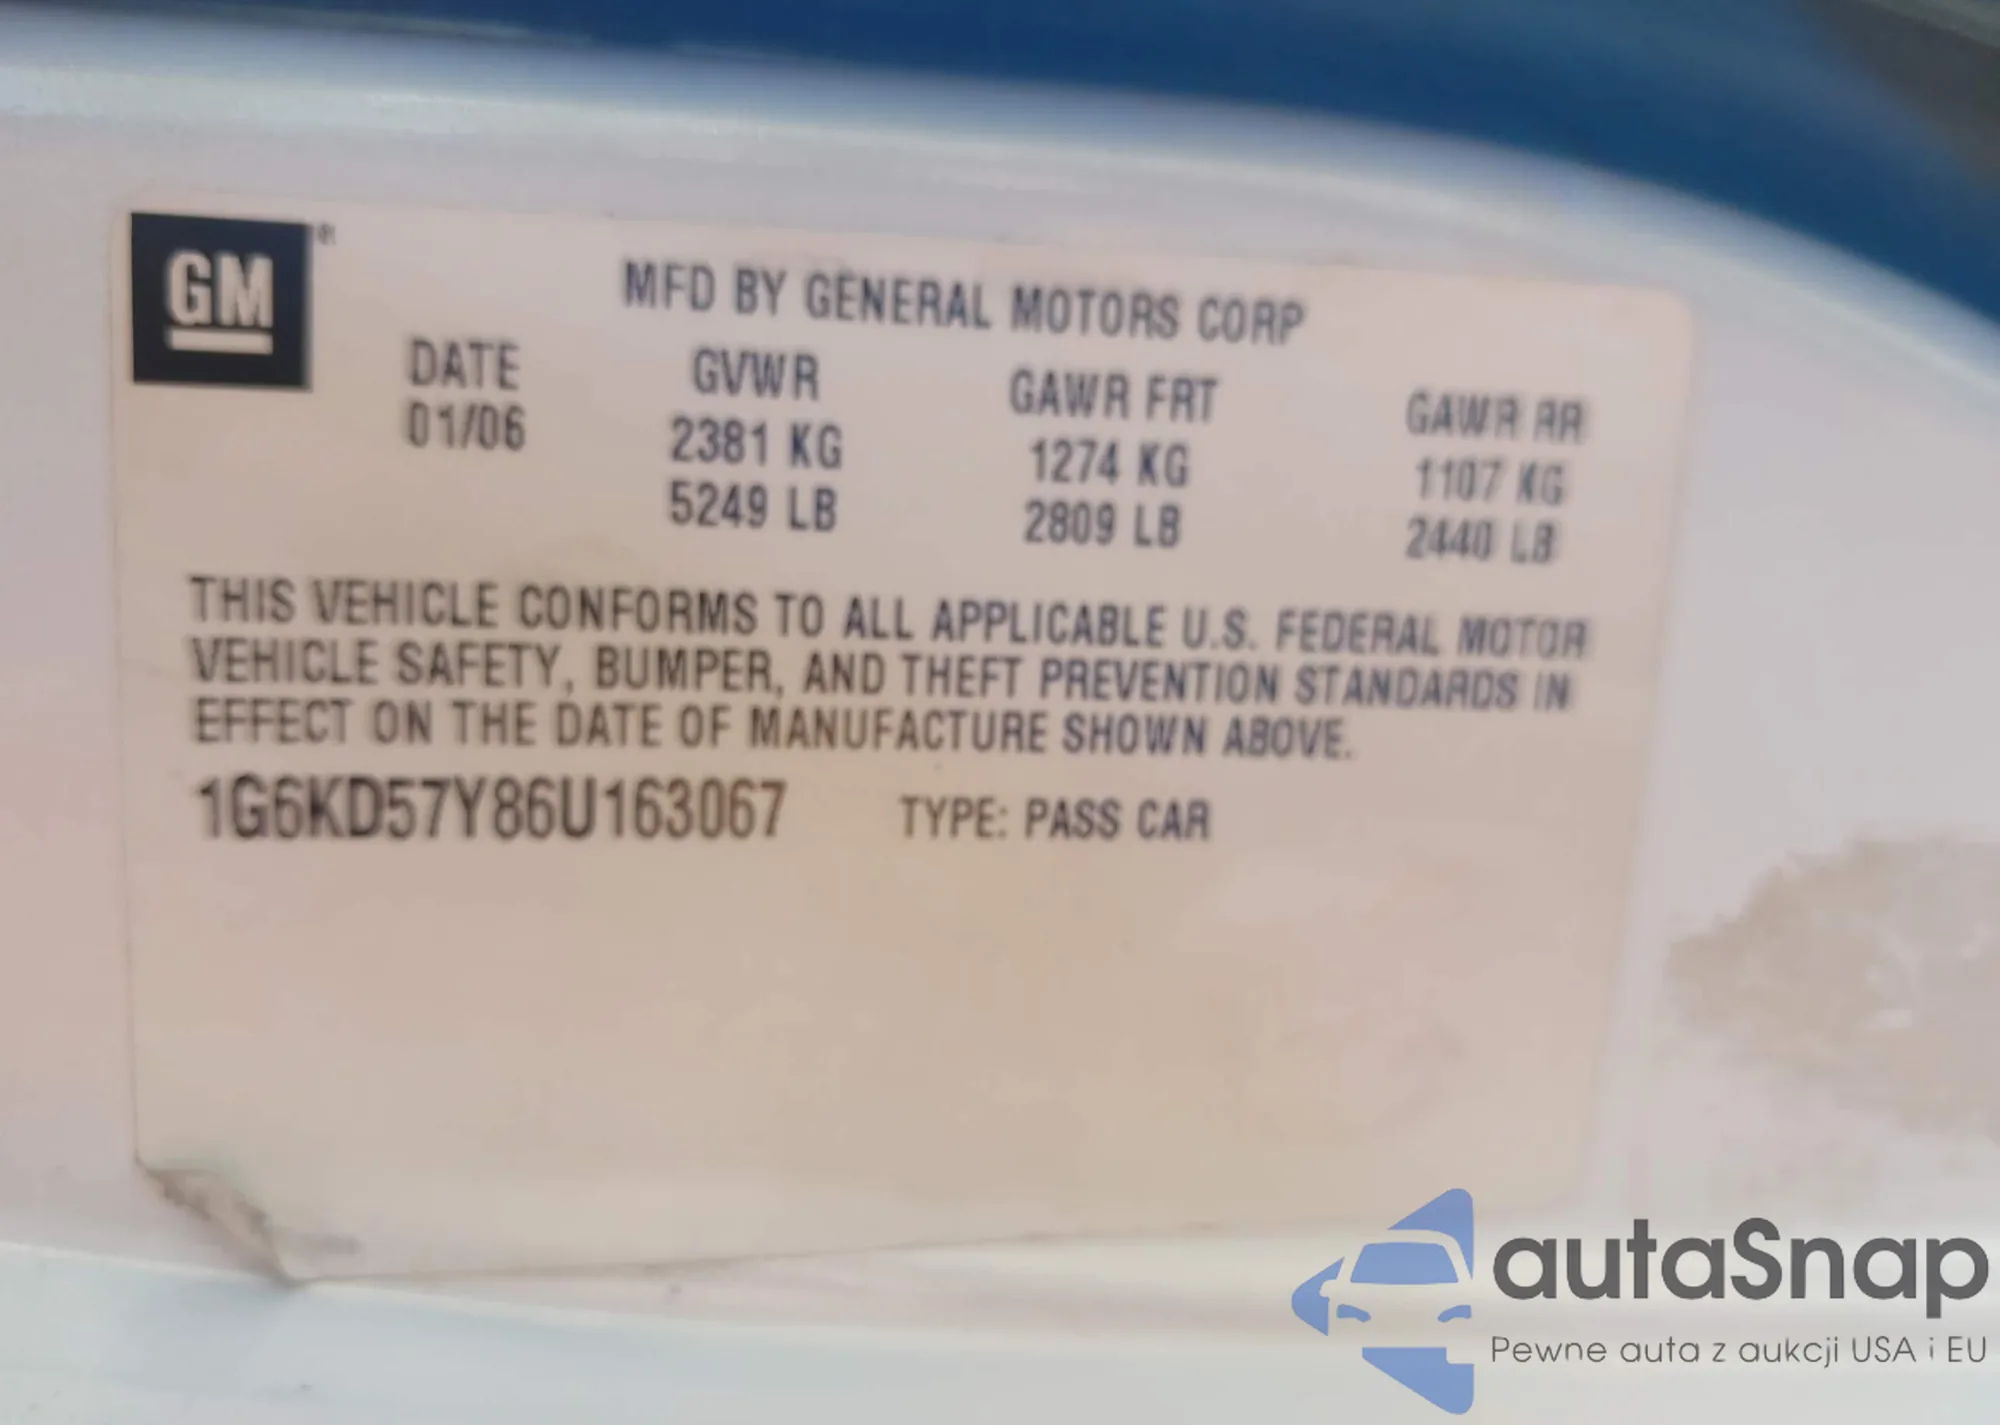 GM ®
MFD BY GENERAL MOTORS CORP
DATE GVWR GAWR FRT GAWR RR
01/06 2381 KG 1274 KG 1107 KG
5249 LB 2809 LB 2440 LB
THIS VEHICLE CONFORMS TO ALL APPLICABLE U.S. FEDERAL MOTOR
VEHICLE SAFETY, BUMPER, AND THEFT PREVENTION STANDARDS IN
EFFECT ON THE DATE OF MANUFACTURE SHOWN ABOVE.
1G6KD57Y86U163067 TYPE: PASS CAR
autaSnap
Pewne auta z aukcji USA i EU